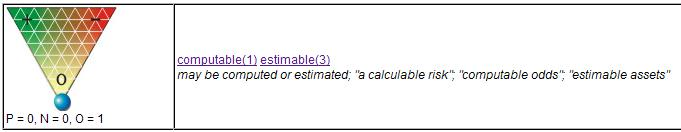 O
P = 0, N = 0, O = 1
computable(1) estimable(3)
may be computed or estimated; "a calculable risk"; "computable odds"; "estimable assets"